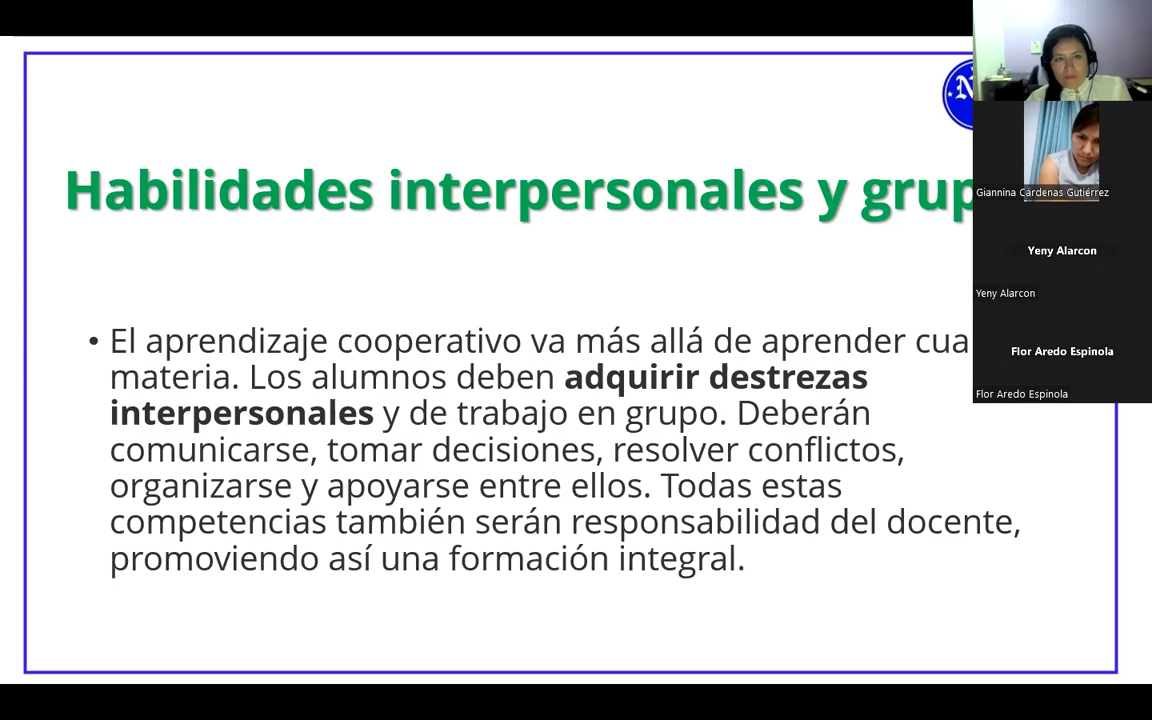 Habilidades interpersonales y grup
• El aprendizaje cooperativo va más allá de aprender cua
materia. Los alumnos deben adquirir destrezas
interpersonales y de trabajo en grupo. Deberán
comunicarse, tomar decisiones, resolver conflictos,
organizarse y apoyarse entre ellos. Todas estas
competencias también serán responsabilidad del docente,
promoviendo así una formación integral.
N
Giannina Cárdenas Gutiérrez
Yeny Alarcon
Yeny Alarcon
Flor Aredo Espinola
Flor Aredo Espinola